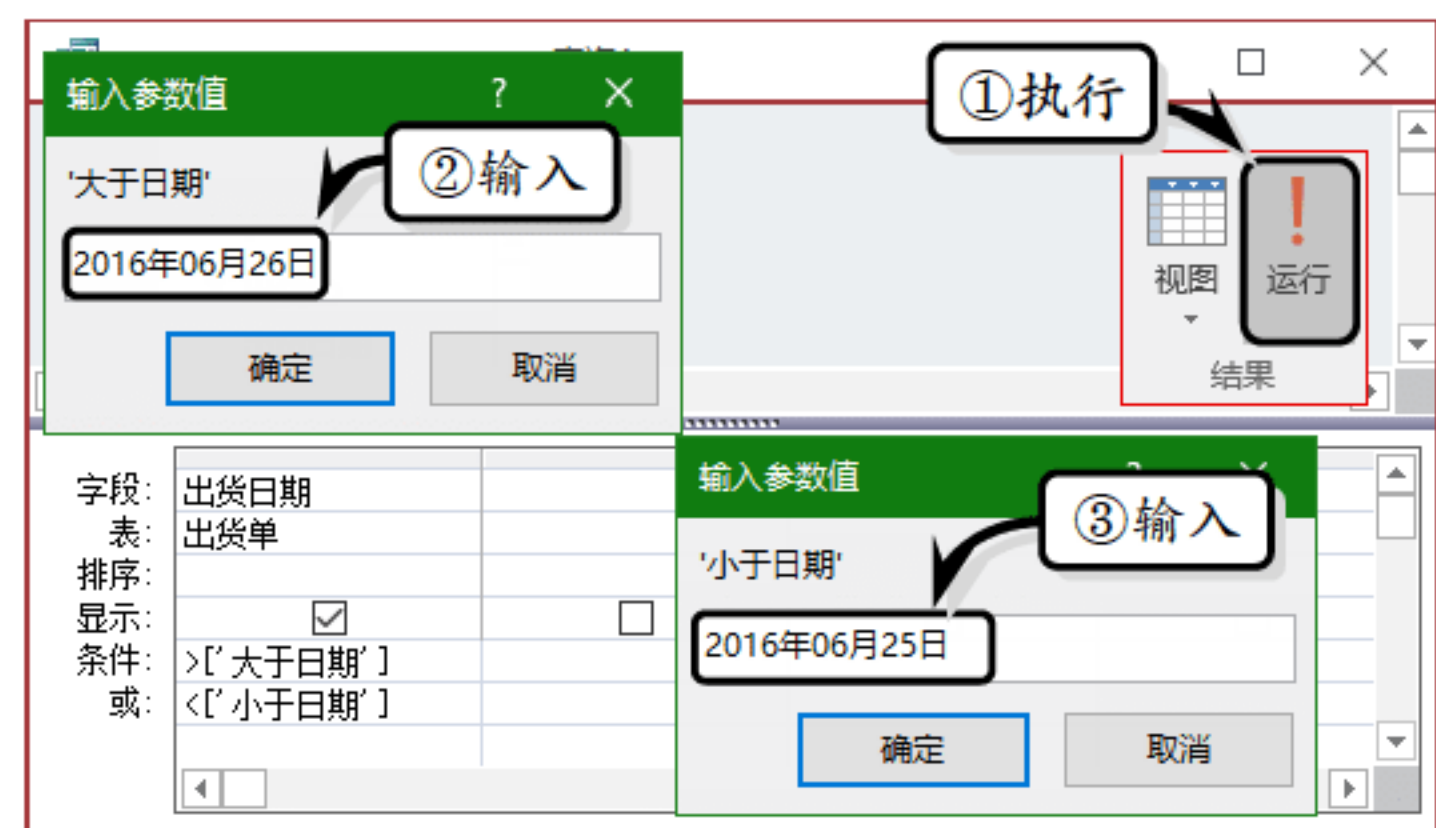 输入参数值 ?
①执行
'大于日期'
②输入
2016年06月26日
确定 取消
视图 运行
结果
字段: 出货日期
表: 出货单
排序:
显示:
条件: >['大于日期']
或: <['小于日期']
输入参数值
③输入
'小于日期'
2016年06月25日
确定 取消